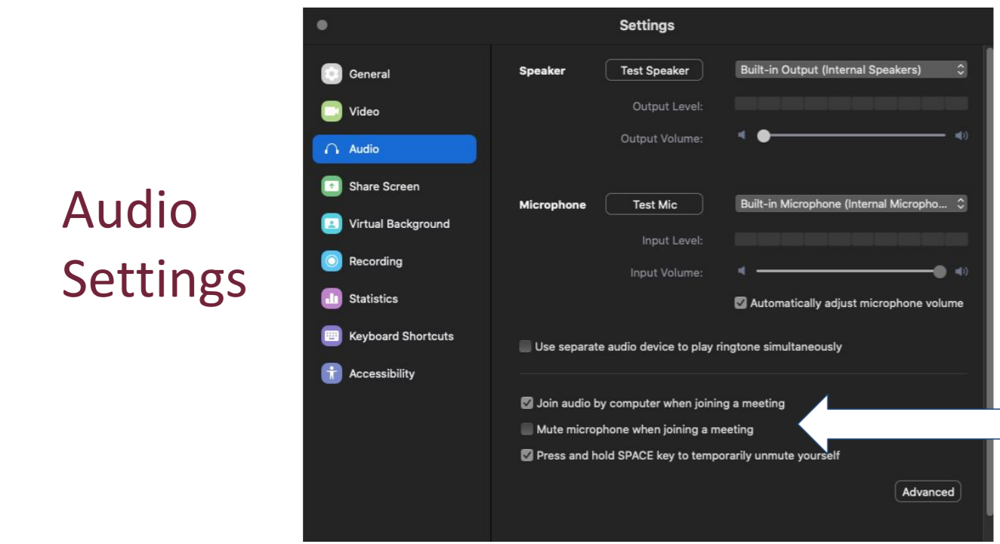 Audio
Settings
Settings
General
Video
Audio
Share Screen
Virtual Background
Recording
Statistics
Keyboard Shortcuts
Accessibility
Speaker Test Speaker Built-in Output (Internal Speakers)
Output Level:
Output Volume:
Microphone Test Mic Built-in Microphone (Internal Micropho...
Input Level:
Input Volume:
Automatically adjust microphone volume
Use separate audio device to play ringtone simultaneously
Join audio by computer when joining a meeting
Mute microphone when joining a meeting
Press and hold SPACE key to temporarily unmute yourself
Advanced